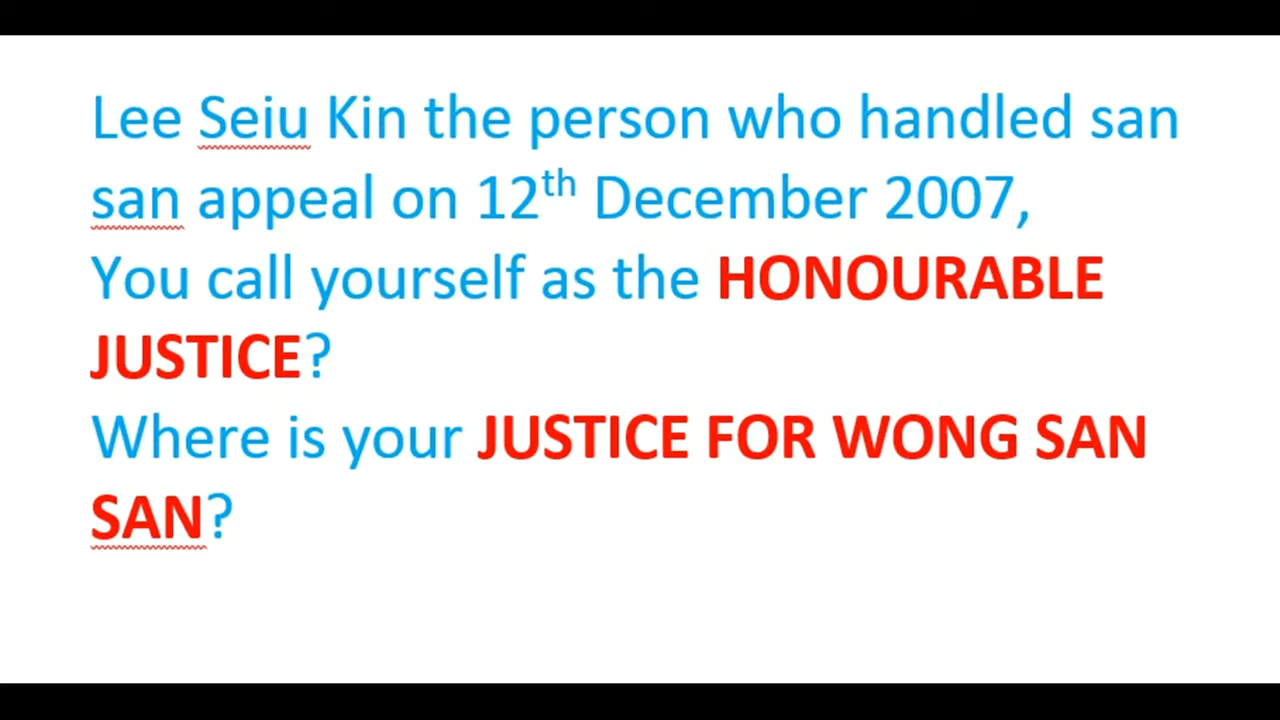 Lee Seiu Kin the person who handled san
san appeal on 12th December 2007,
You call yourself as the HONOURABLE
JUSTICE?
Where is your JUSTICE FOR WONG SAN
SAN?